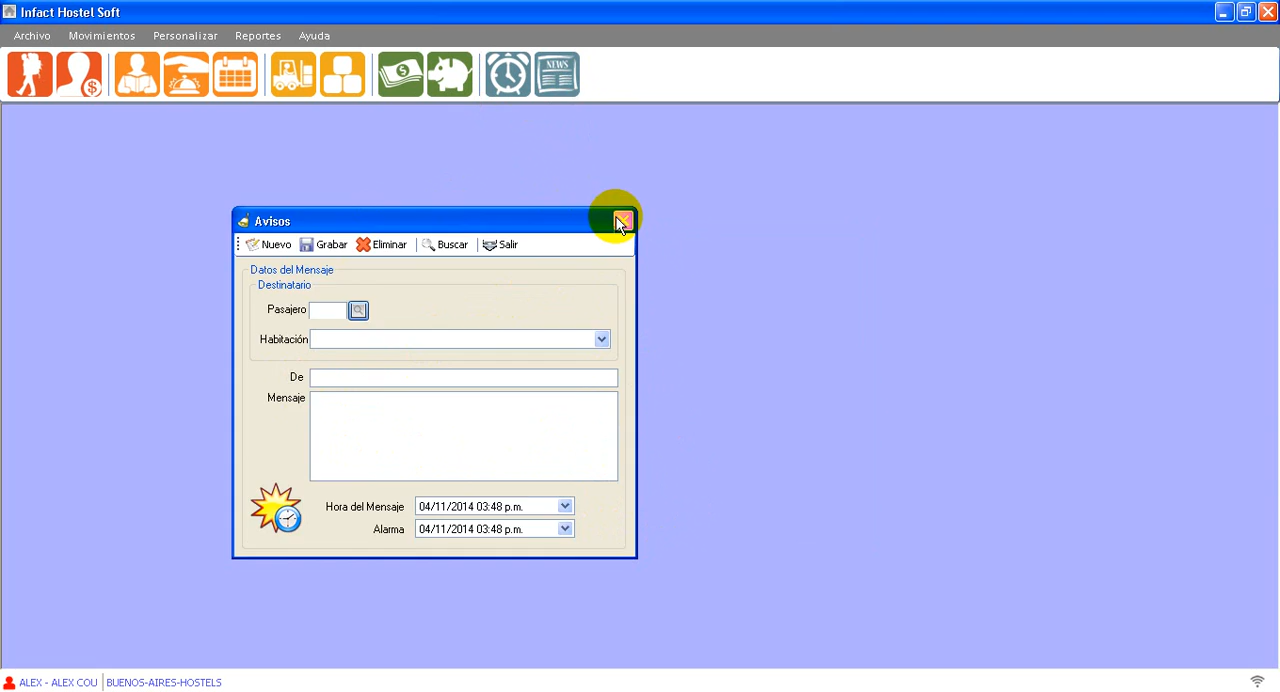 Infact Hostel Soft
Archivo Movimientos Personalizar Reportes Ayuda
$ $ NEWS
Avisos
Nuevo Grabar Eliminar Buscar Salir
Datos del Mensaje
Destinatario
Pasajero
Habitación
De
Mensaje
Hora del Mensaje 04/11/2014 03:48 p.m.
Alarma 04/11/2014 03:48 p.m.
ALEX - ALEX COU BUENOS-AIRES-HOSTELS